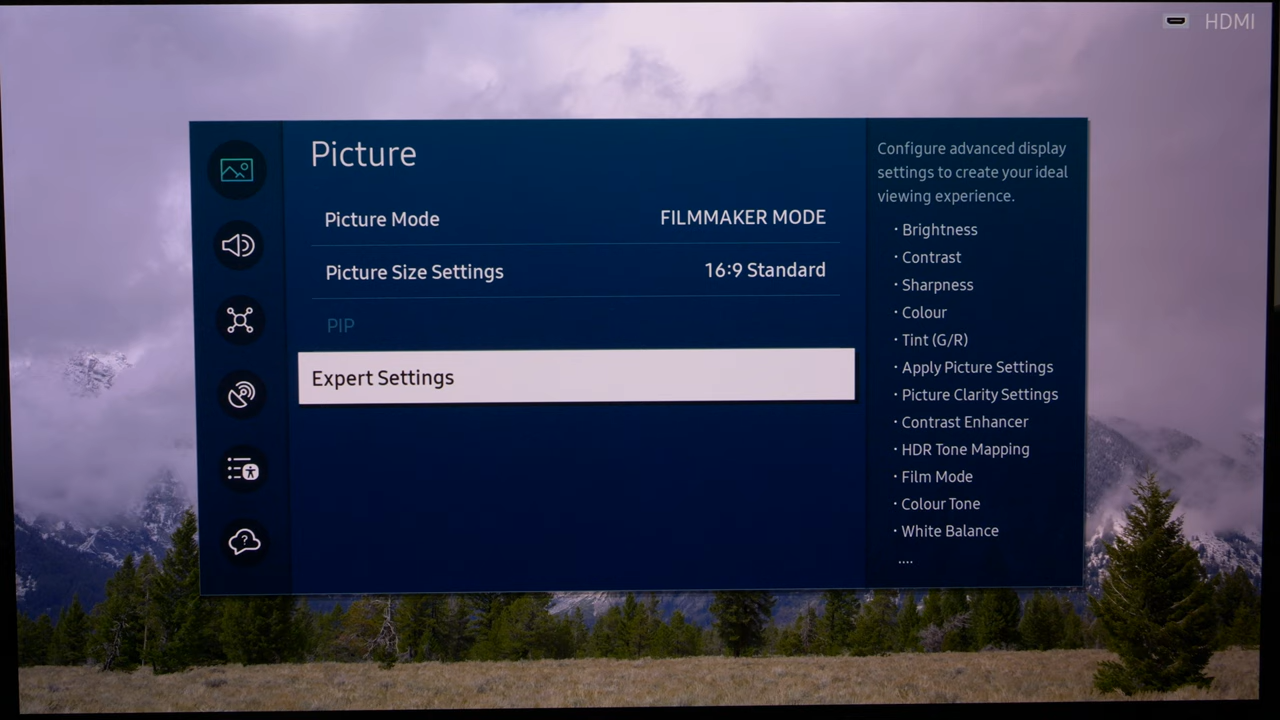 HDMI
Picture
Picture Mode FILMMAKER MODE
Picture Size Settings 16:9 Standard
PIP
Expert Settings
Configure advanced display
settings to create your ideal
viewing experience.
· Brightness
· Contrast
· Sharpness
· Colour
· Tint (G/R)
· Apply Picture Settings
· Picture Clarity Settings
· Contrast Enhancer
· HDR Tone Mapping
· Film Mode
· Colour Tone
· White Balance
....